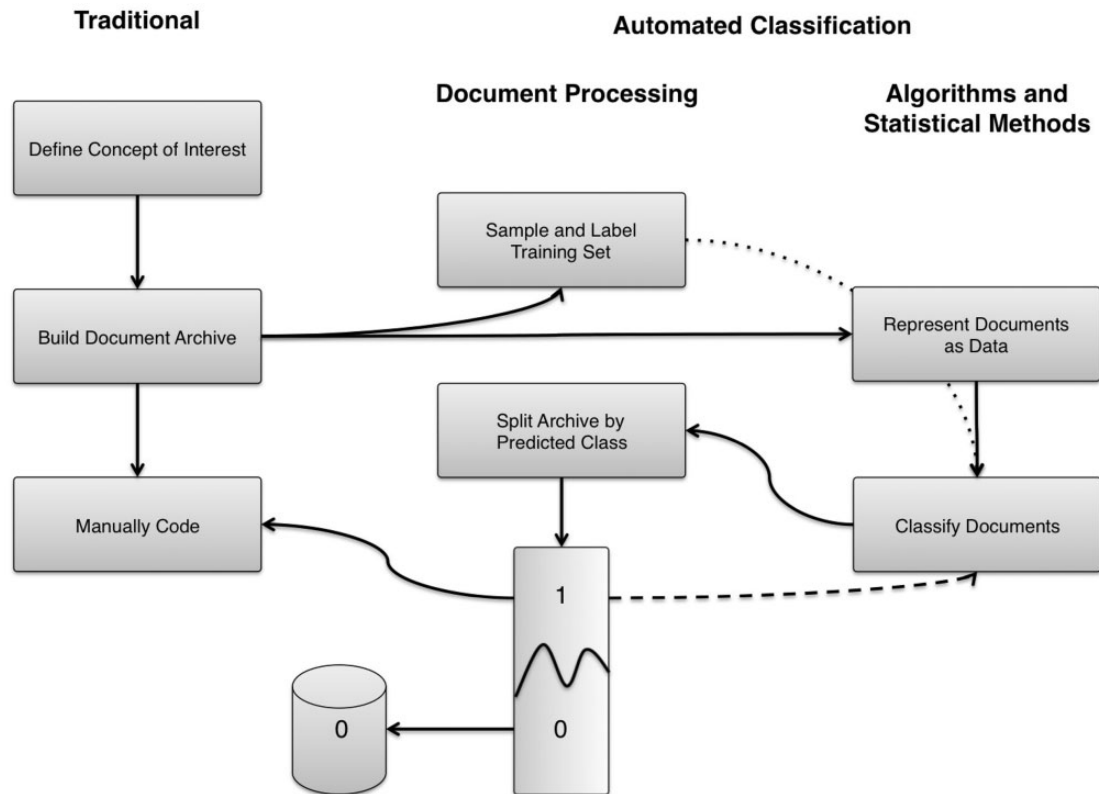 Traditional
Automated Classification
Document Processing
Algorithms and
Statistical Methods
Define Concept of Interest
Sample and Label
Training Set
Build Document Archive
Represent Documents
as Data
Split Archive by
Predicted Class
Manually Code
Classify Documents
1
0
0